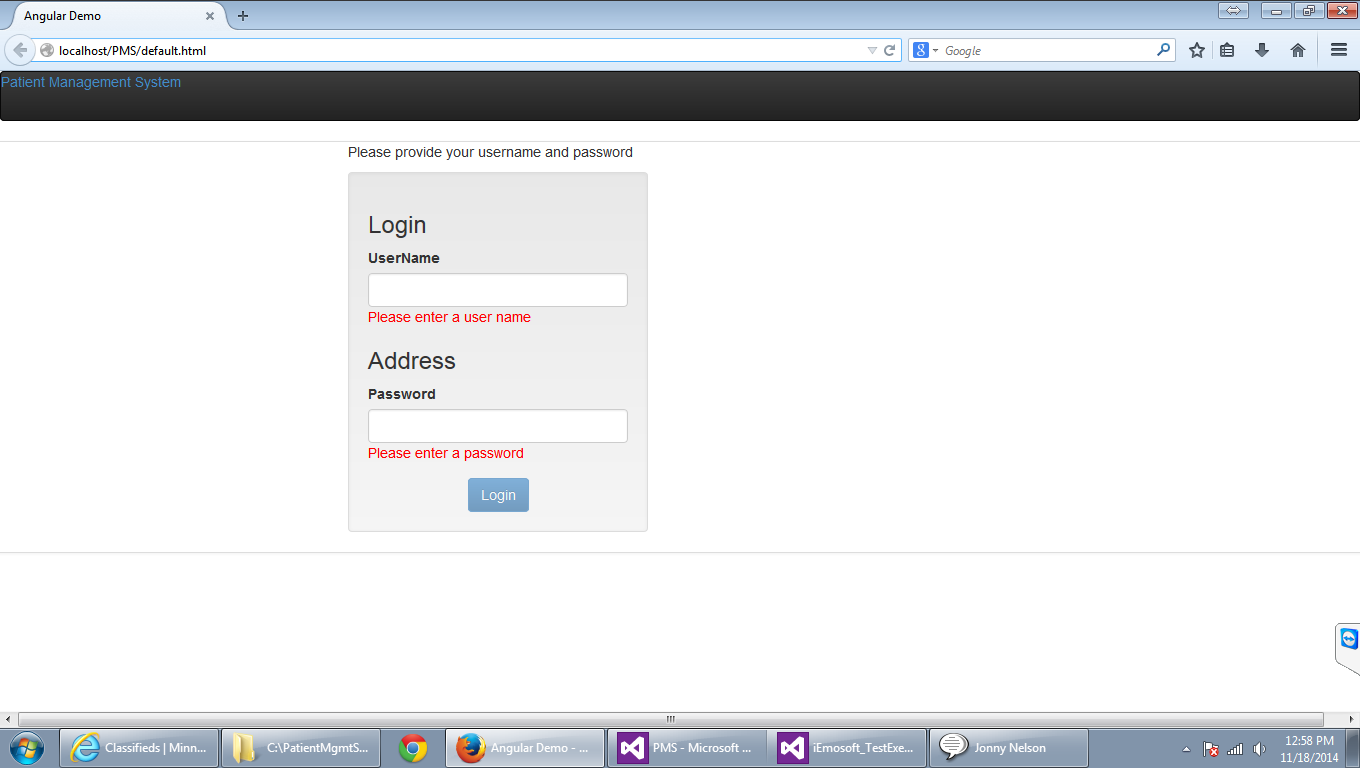 Angular Demo
localhost/PMS/default.html
Google
Patient Management System
Please provide your username and password
Login
UserName
Please enter a user name
Address
Password
Please enter a password
Login
Classifieds | Minn...
C:\PatientMgmtS...
Angular Demo - ...
PMS - Microsoft ...
iEmosoft_TestExe...
Jonny Nelson
12:58 PM
11/18/2014